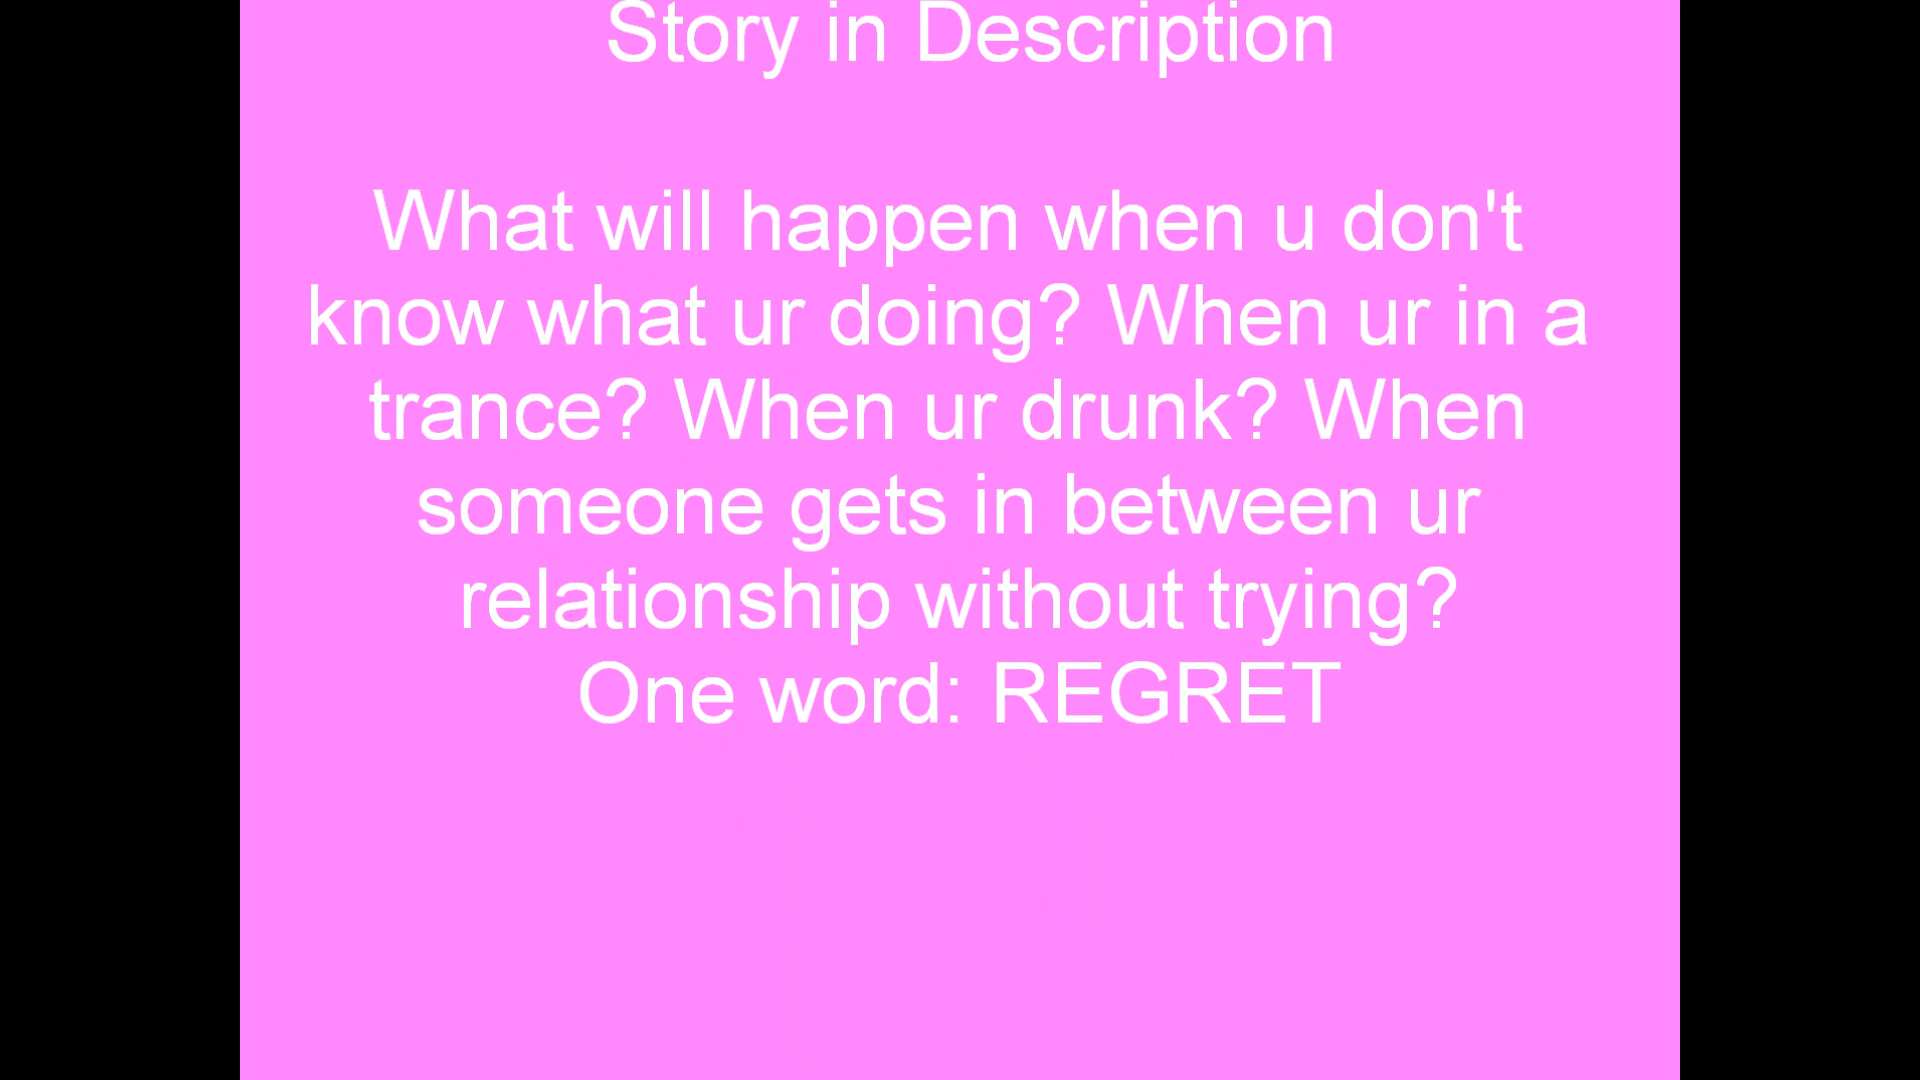 Story in Description
What will happen when u don't
know what ur doing? When ur in a
trance? When ur drunk? When
someone gets in between ur
relationship without trying?
One word: REGRET